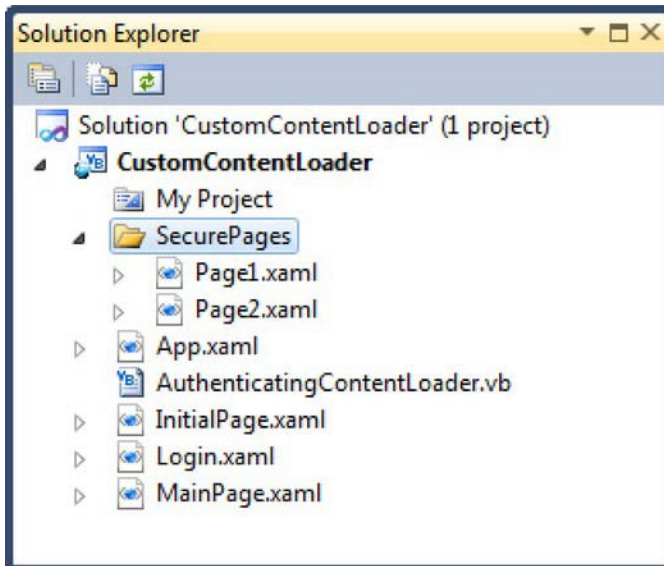 Solution Explorer
Solution 'CustomContentLoader' (1 project)
CustomContentLoader
My Project
SecurePages
Page1.xaml
Page2.xaml
App.xaml
AuthenticatingContentLoader.vb
InitialPage.xaml
Login.xaml
MainPage.xaml